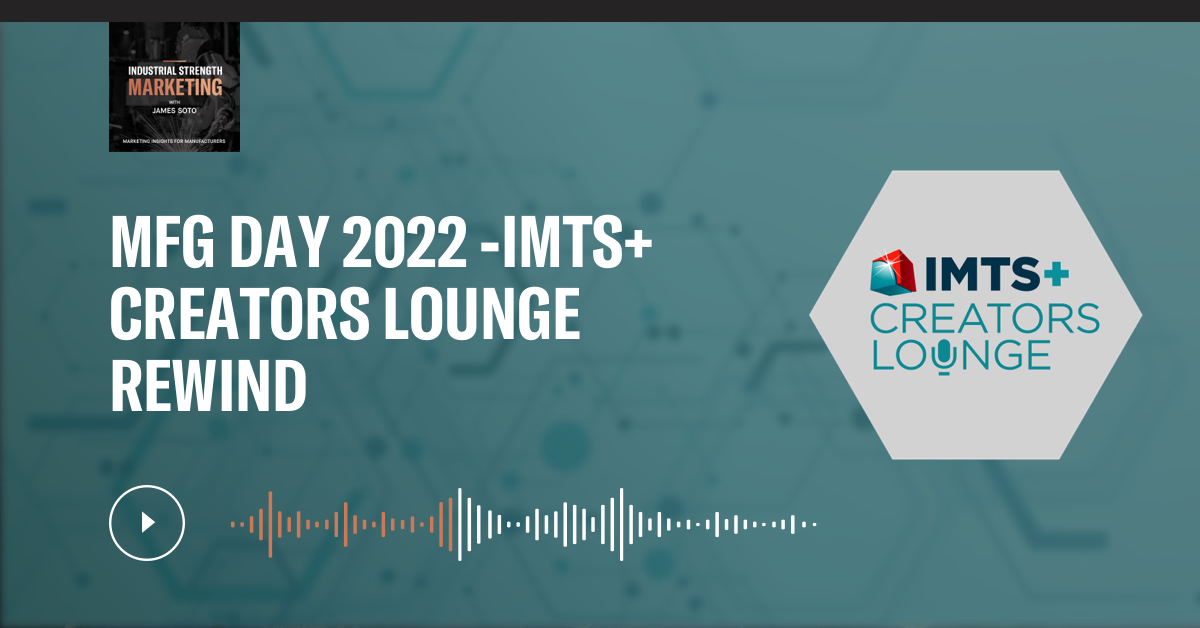 INDUSTRIAL STRENGTH
MARKETING
WITH
JAMES SOTO
MARKETING INSIGHTS FOR MANUFACTURERS
MFG DAY 2022 -IMTS+
CREATORS LOUNGE
REWIND
IMTS+
CREATORS
LOUNGE